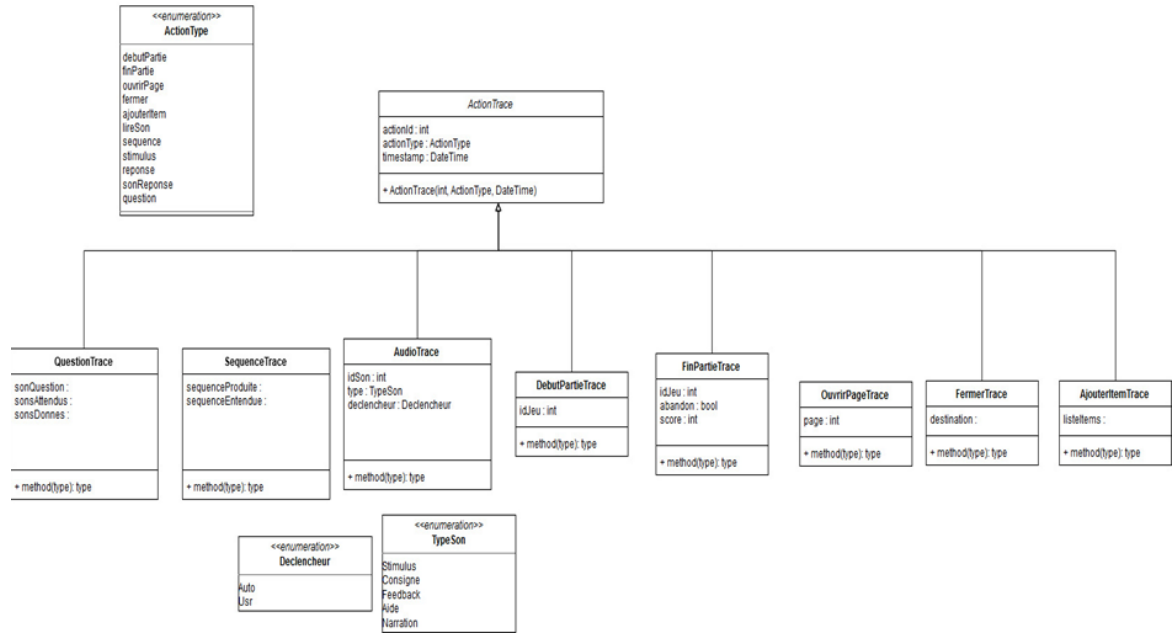 <<enumeration>>
ActionType
debutPartie
finPartie
ouvrirPage
fermer
ajouterItem
lireSon
sequence
stimulus
reponse
sonReponse
question
ActionTrace
actionId : int
actionType : ActionType
timestamp : DateTime
+ ActionTrace(int, ActionType, DateTime)
QuestionTrace
sonQuestion :
sonsAttendus :
sonsDonnes :
+ method(type): type
SequenceTrace
sequenceProduite :
sequenceEntendue :
+ method(type): type
AudioTrace
idSon : int
type : TypeSon
declencheur : Declencheur
+ method(type): type
DebutPartieTrace
idJeu : int
+ method(type): type
FinPartieTrace
idJeu : int
abandon : bool
score : int
+ method(type): type
OuvrirPageTrace
page : int
+ method(type): type
FermerTrace
destination :
+ method(type): type
AjouterItemTrace
listeItems :
+ method(type): type
<<enumeration>>
Declencheur
Auto
Usr
<<enumeration>>
TypeSon
Stimulus
Consigne
Feedback
Aide
Narration